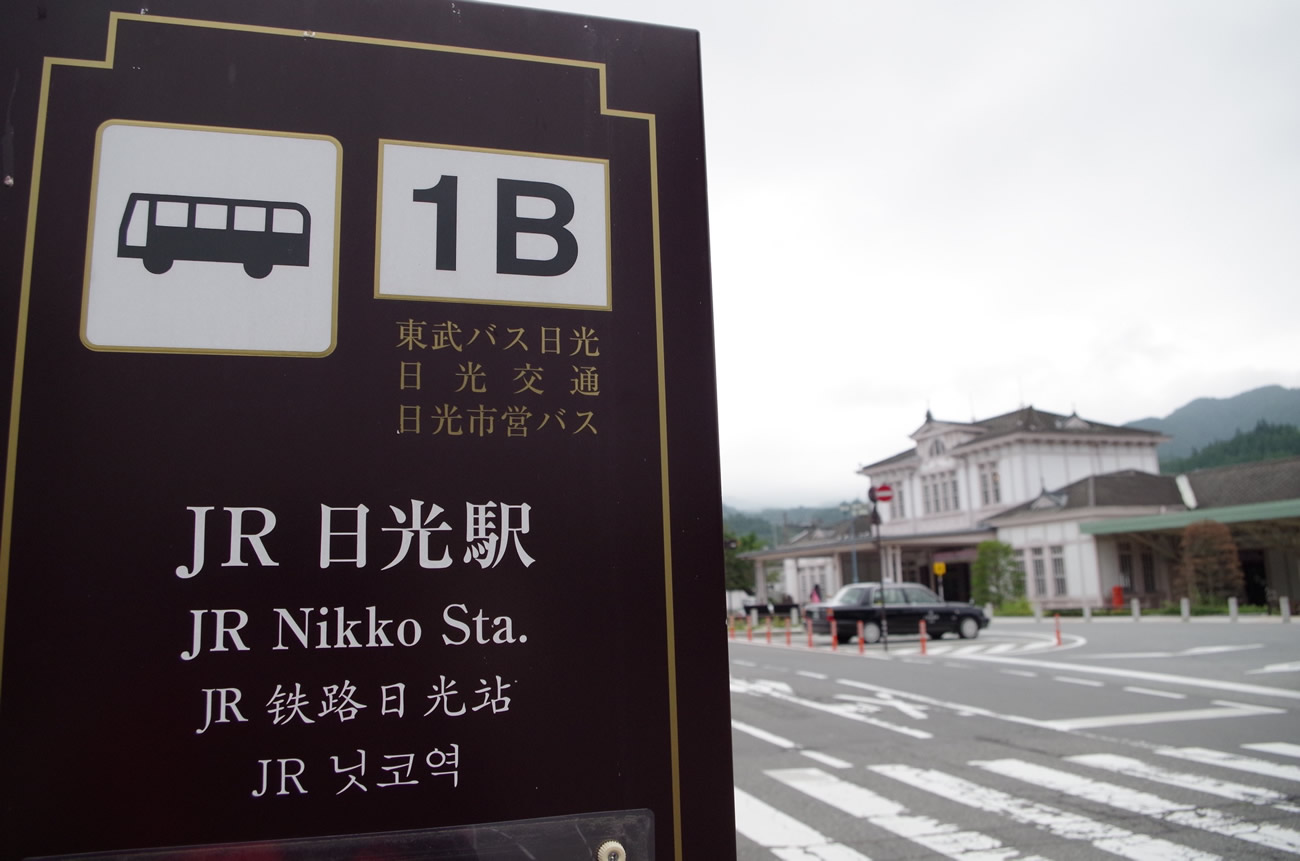 1B
東武バス日光
日光交通
日光市営バス
JR 日光駅
JR Nikko Sta.
JR 铁路日光站
JR 닛코역